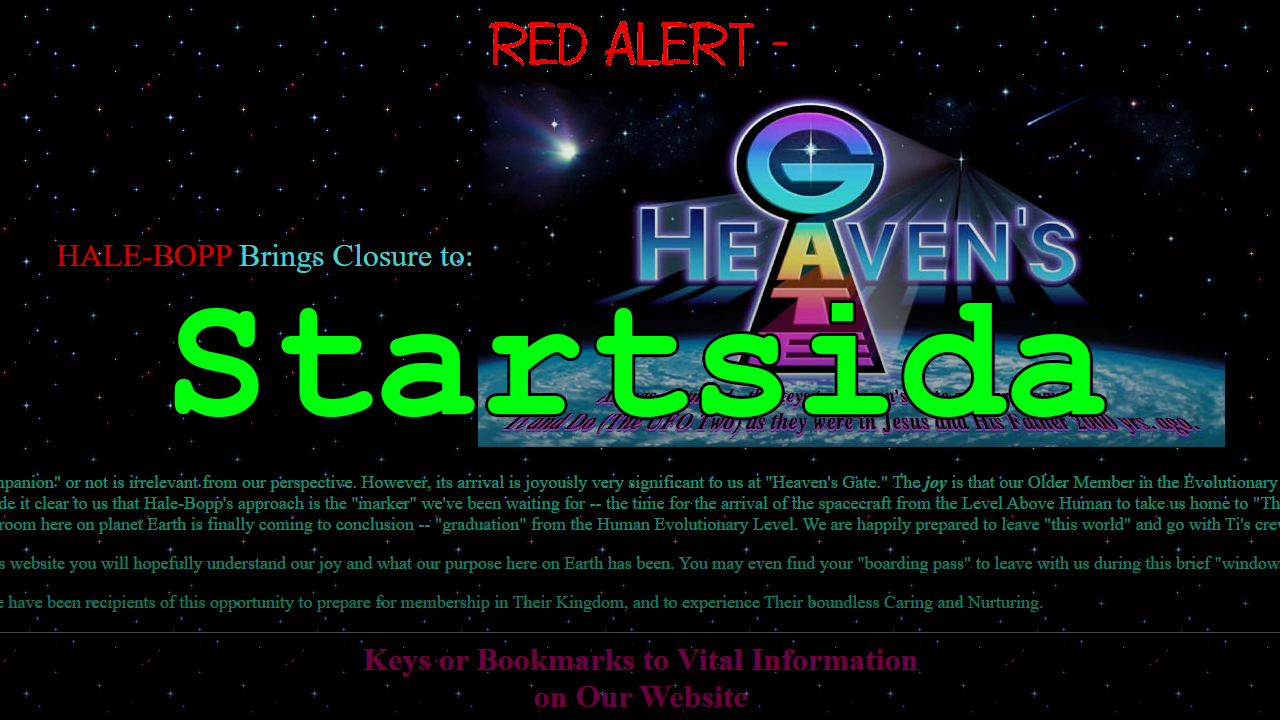 RED ALERT -
HEAVEN'S
GATE
HALE-BOPP Brings Closure to:
Startsida
Ti and Do (The UFO Two) as they were in Jesus and His Father 2000 yrs. ago.
" or not is irrelevant from our perspective. However, its arrival is joyously very significant to us at "Heaven's Gate." The joy is that our Older Member in the Evolutionary
it clear to us that Hale-Bopp's approach is the "marker" we've been waiting for -- the time for the arrival of the spacecraft from the Level Above Human to take us home to "Th
room here on planet Earth is finally coming to conclusion -- "graduation" from the Human Evolutionary Level. We are happily prepared to leave "this world" and go with Ti's crew
s website you will hopefully understand our joy and what our purpose here on Earth has been. You may even find your "boarding pass" to leave with us during this brief "window
e have been recipients of this opportunity to prepare for membership in Their Kingdom, and to experience Their boundless Caring and Nurturing.
Keys or Bookmarks to Vital Information
on Our Website